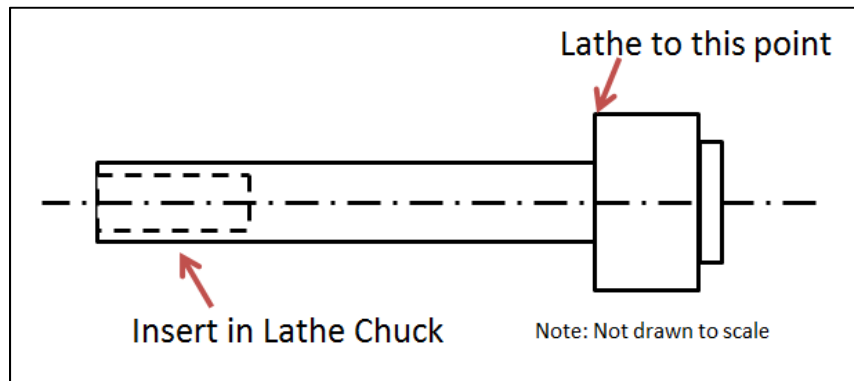 Lathe to this point
Insert in Lathe Chuck
Note: Not drawn to scale